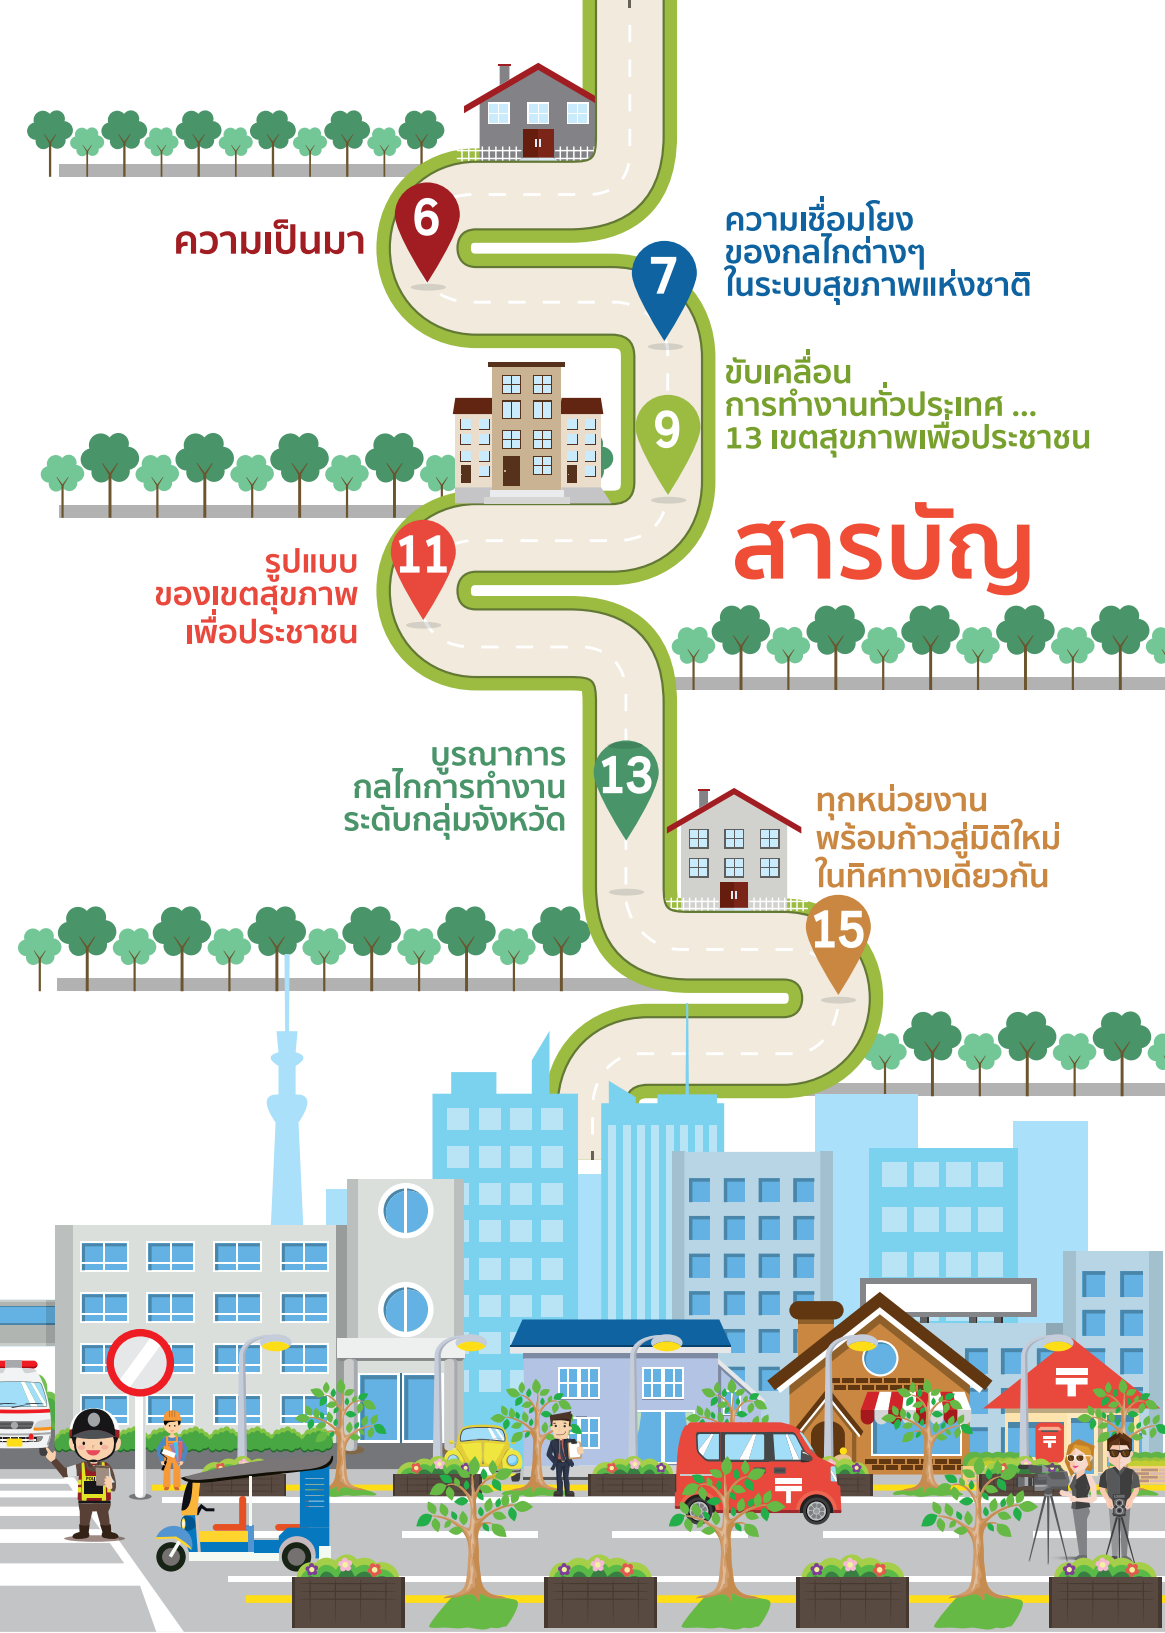 6
ความเป็นมา
7
ความเชื่อมโยง
ของกลไกต่างๆ
ในระบบสุขภาพแห่งชาติ
9
ขับเคลื่อน
การทำงานทั่วประเทศ ...
13 เขตสุขภาพเพื่อประชาชน
สารบัญ
11
รูปแบบ
ของเขตสุขภาพ
เพื่อประชาชน
13
บูรณาการ
กลไกการทำงาน
ระดับกลุ่มจังหวัด
ทุกหน่วยงาน
พร้อมก้าวสู่มิติใหม่
ในทิศทางเดียวกัน
15